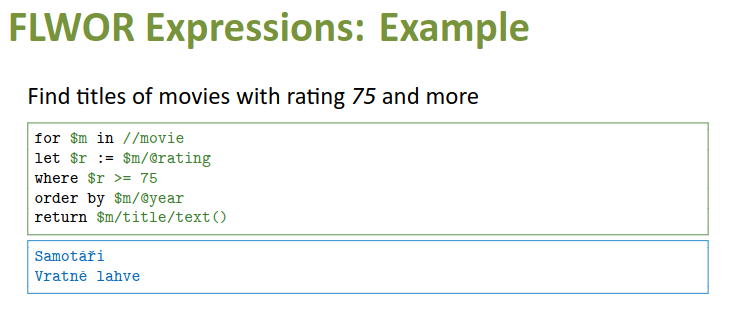 FLWOR Expressions: Example
Find titles of movies with rating 75 and more
for $m in //movie
let $r := $m/@rating
where $r >= 75
order by $m/@year
return $m/title/text()
Samotáři
Vratné lahve